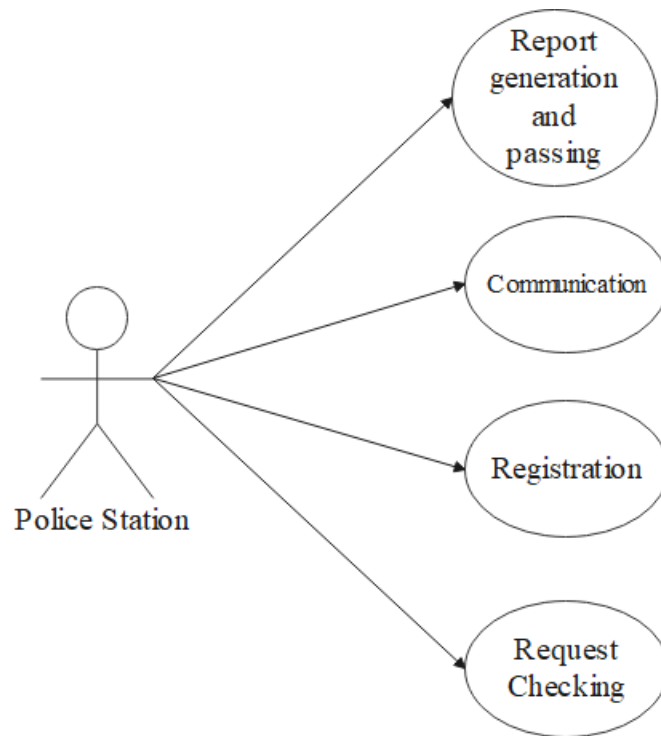 Report
generation
and
passing
Communication
Registration
Police Station
Request
Checking